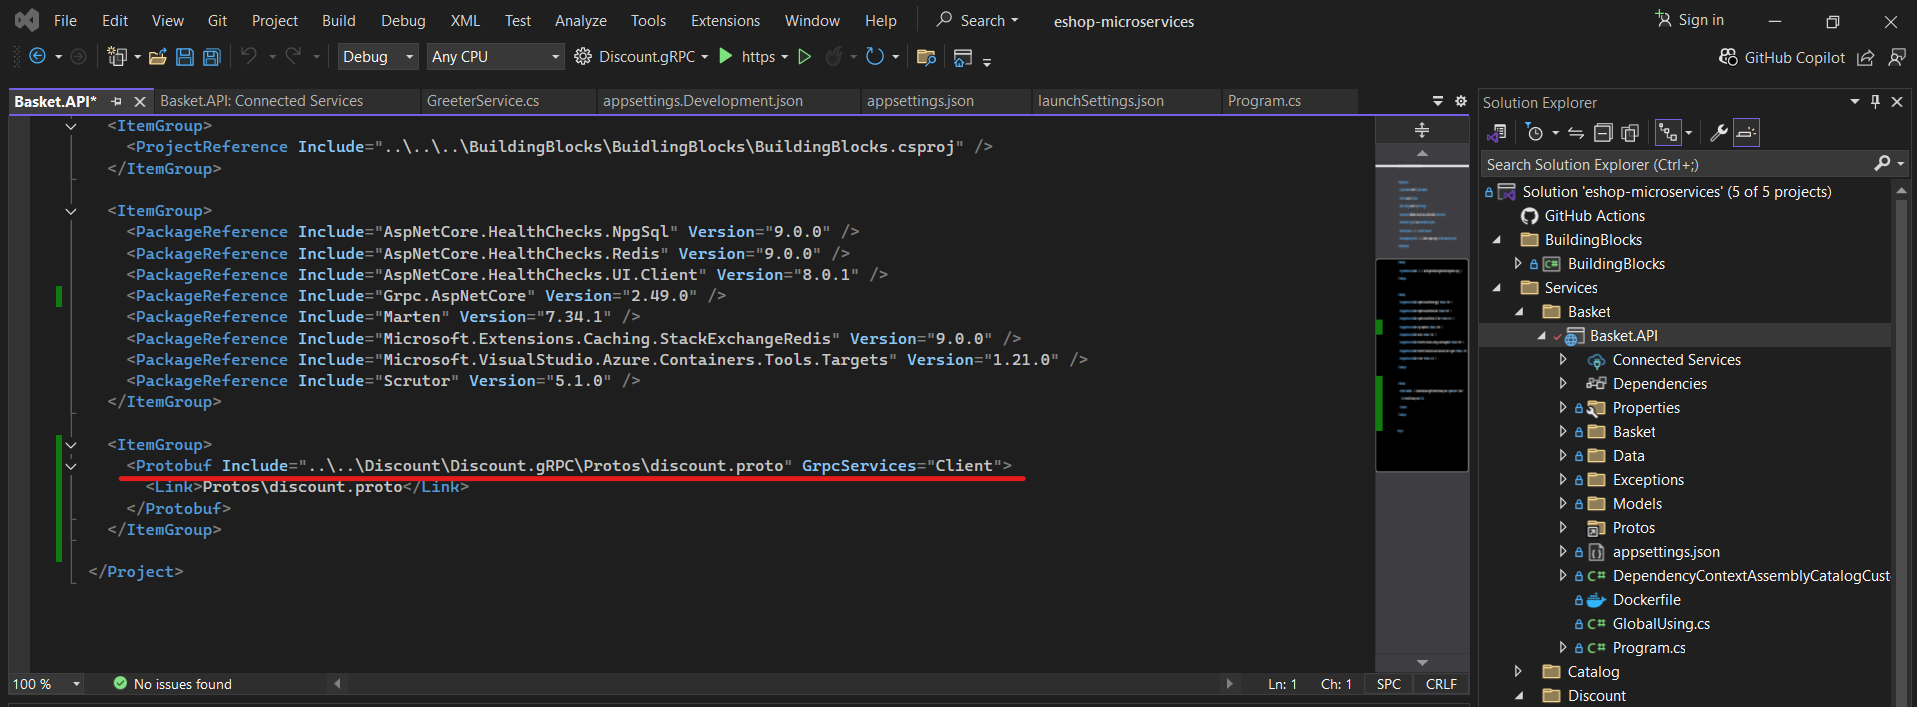 File Edit View Git Project Build Debug XML Test Analyze Tools Extensions Window Help Search eshop-microservices Sign in
Debug Any CPU Discount.gRPC https GitHub Copilot
Basket.API* Basket.API: Connected Services GreeterService.cs appsettings.Development.json appsettings.json launchSettings.json Program.cs
<ItemGroup>
<ProjectReference Include="..\..\..\BuildingBlocks\BuidlingBlocks\BuildingBlocks.csproj" />
</ItemGroup>
<ItemGroup>
<PackageReference Include="AspNetCore.HealthChecks.NpgSql" Version="9.0.0" />
<PackageReference Include="AspNetCore.HealthChecks.Redis" Version="9.0.0" />
<PackageReference Include="AspNetCore.HealthChecks.UI.Client" Version="8.0.1" />
<PackageReference Include="Grpc.AspNetCore" Version="2.49.0" />
<PackageReference Include="Marten" Version="7.34.1" />
<PackageReference Include="Microsoft.Extensions.Caching.StackExchangeRedis" Version="9.0.0" />
<PackageReference Include="Microsoft.VisualStudio.Azure.Containers.Tools.Targets" Version="1.21.0" />
<PackageReference Include="Scrutor" Version="5.1.0" />
</ItemGroup>
<ItemGroup>
<Protobuf Include="..\..\Discount\Discount.gRPC\Protos\discount.proto" GrpcServices="Client">
<Link>Protos\discount.proto</Link>
</Protobuf>
</ItemGroup>
</Project>
100 % No issues found Ln: 1 Ch: 1 SPC CRLF
Solution Explorer
Search Solution Explorer (Ctrl+;)
Solution 'eshop-microservices' (5 of 5 projects)
GitHub Actions
BuildingBlocks
BuildingBlocks
Services
Basket
Basket.API
Connected Services
Dependencies
Properties
Basket
Data
Exceptions
Models
Protos
appsettings.json
DependencyContextAssemblyCatalogCust
Dockerfile
GlobalUsing.cs
Program.cs
Catalog
Discount